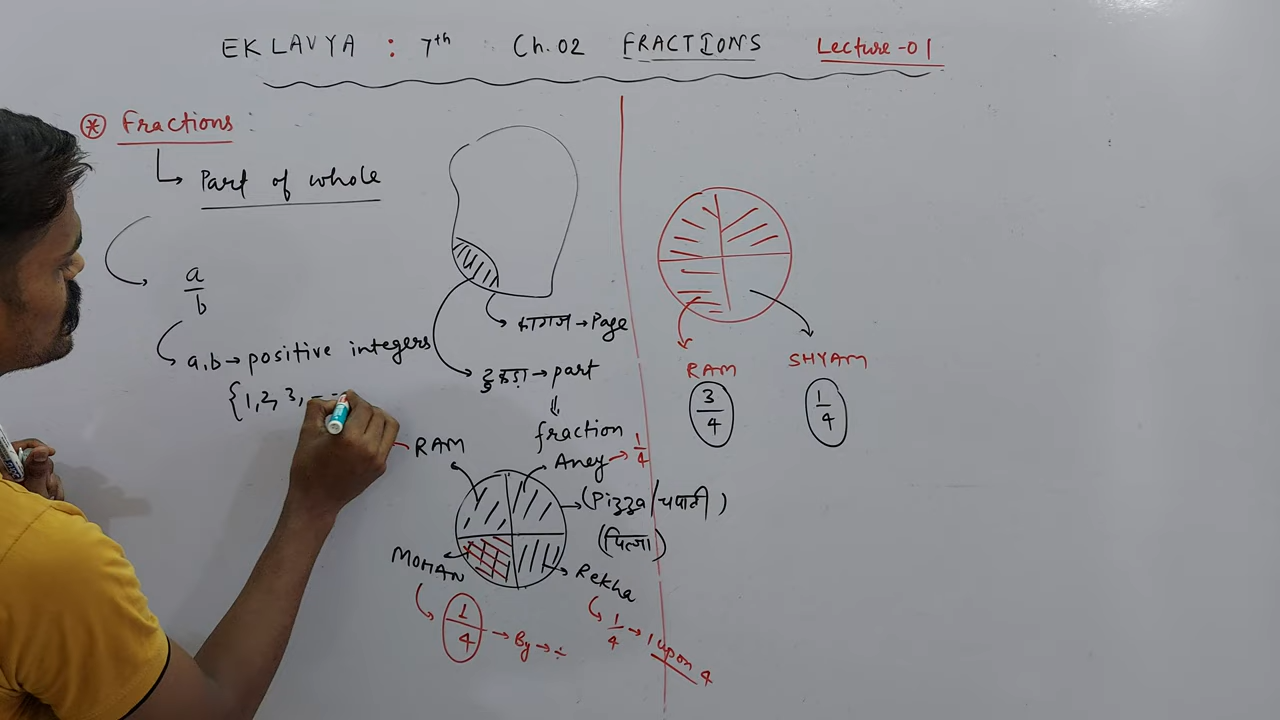 EKLAVYA : 7th Ch.02 FRACTIONS Lecture-01
* Fractions
Part of whole
a
b
a,b → positive integers
{1,2,3,--
कागज → Page
टुकड़ा → part
fraction
RAM
Aney → 1/4
(Pizza/चपाती)
(पित्जा)
MOHAN
Rekha
1/4 → By → ÷
1/4 → 1 upon 4
RAM
3/4
SHYAM
1/4